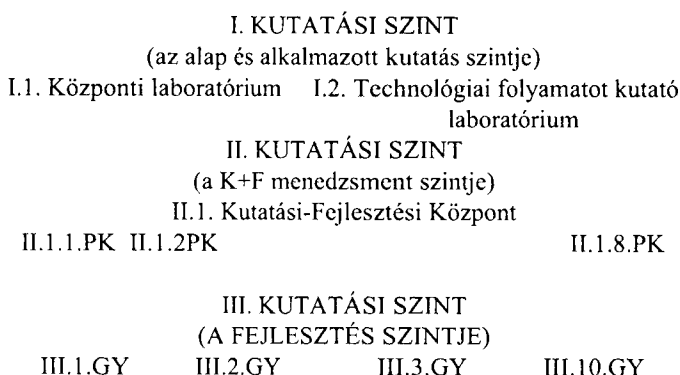 I. KUTATÁSI SZINT
(az alap és alkalmazott kutatás szintje)
I.1. Központi laboratórium I.2. Technológiai folyamatot kutató
laboratórium
II. KUTATÁSI SZINT
(a K+F menedzsment szintje)
II.1. Kutatási-Fejlesztési Központ
II.1.1.PK II.1.2PK II.1.8.PK
III. KUTATÁSI SZINT
(A FEJLESZTÉS SZINTJE)
III.1.GY III.2.GY III.3.GY III.10.GY